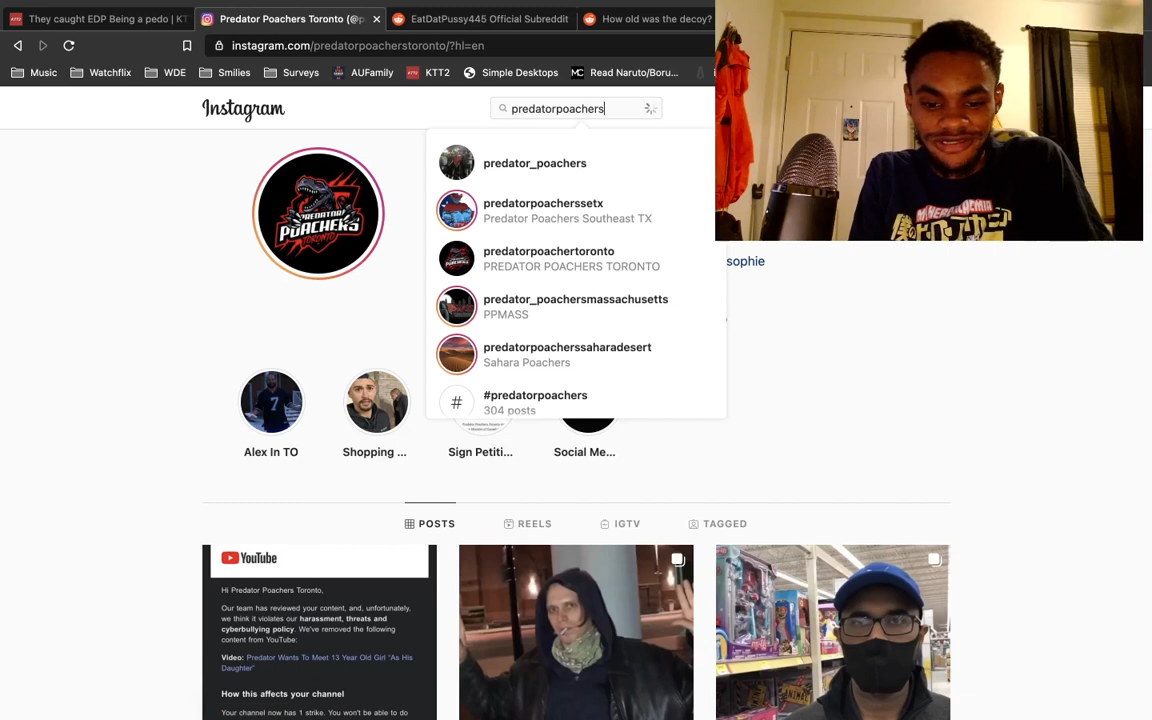 They caught EDP Being a pedo | KT
Predator Poachers Toronto (@p
EatDatPussy445 Official Subreddit
How old was the decoy?
instagram.com/predatorpoacherstoronto/?hl=en
Music
Watchflix
WDE
Smilies
Surveys
AUFamily
KTT2
Simple Desktops
Read Naruto/Boru...
Instagram
predatorpoachers
predator_poachers
predatorpoacherssetx
Predator Poachers Southeast TX
predatorpoachertoronto
PREDATOR POACHERS TORONTO
predator_poachersmassachusetts
PPMASS
predatorpoacherssaharadesert
Sahara Poachers
#predatorpoachers
304 posts
sophie
PREDATOR
POACHERS
TORONTO
Alex In TO
Shopping ...
Sign Petiti...
Social Me...
POSTS
REELS
IGTV
TAGGED
YouTube
Hi Predator Poachers Toronto,
Our team has reviewed your content, and, unfortunately,
we think it violates our harassment, threats and
cyberbullying policy. We've removed the following
content from YouTube:
Video: Predator Wants To Meet 13 Year Old Girl "As His
Daughter"
How this affects your channel
Your channel now has 1 strike. You won't be able to do